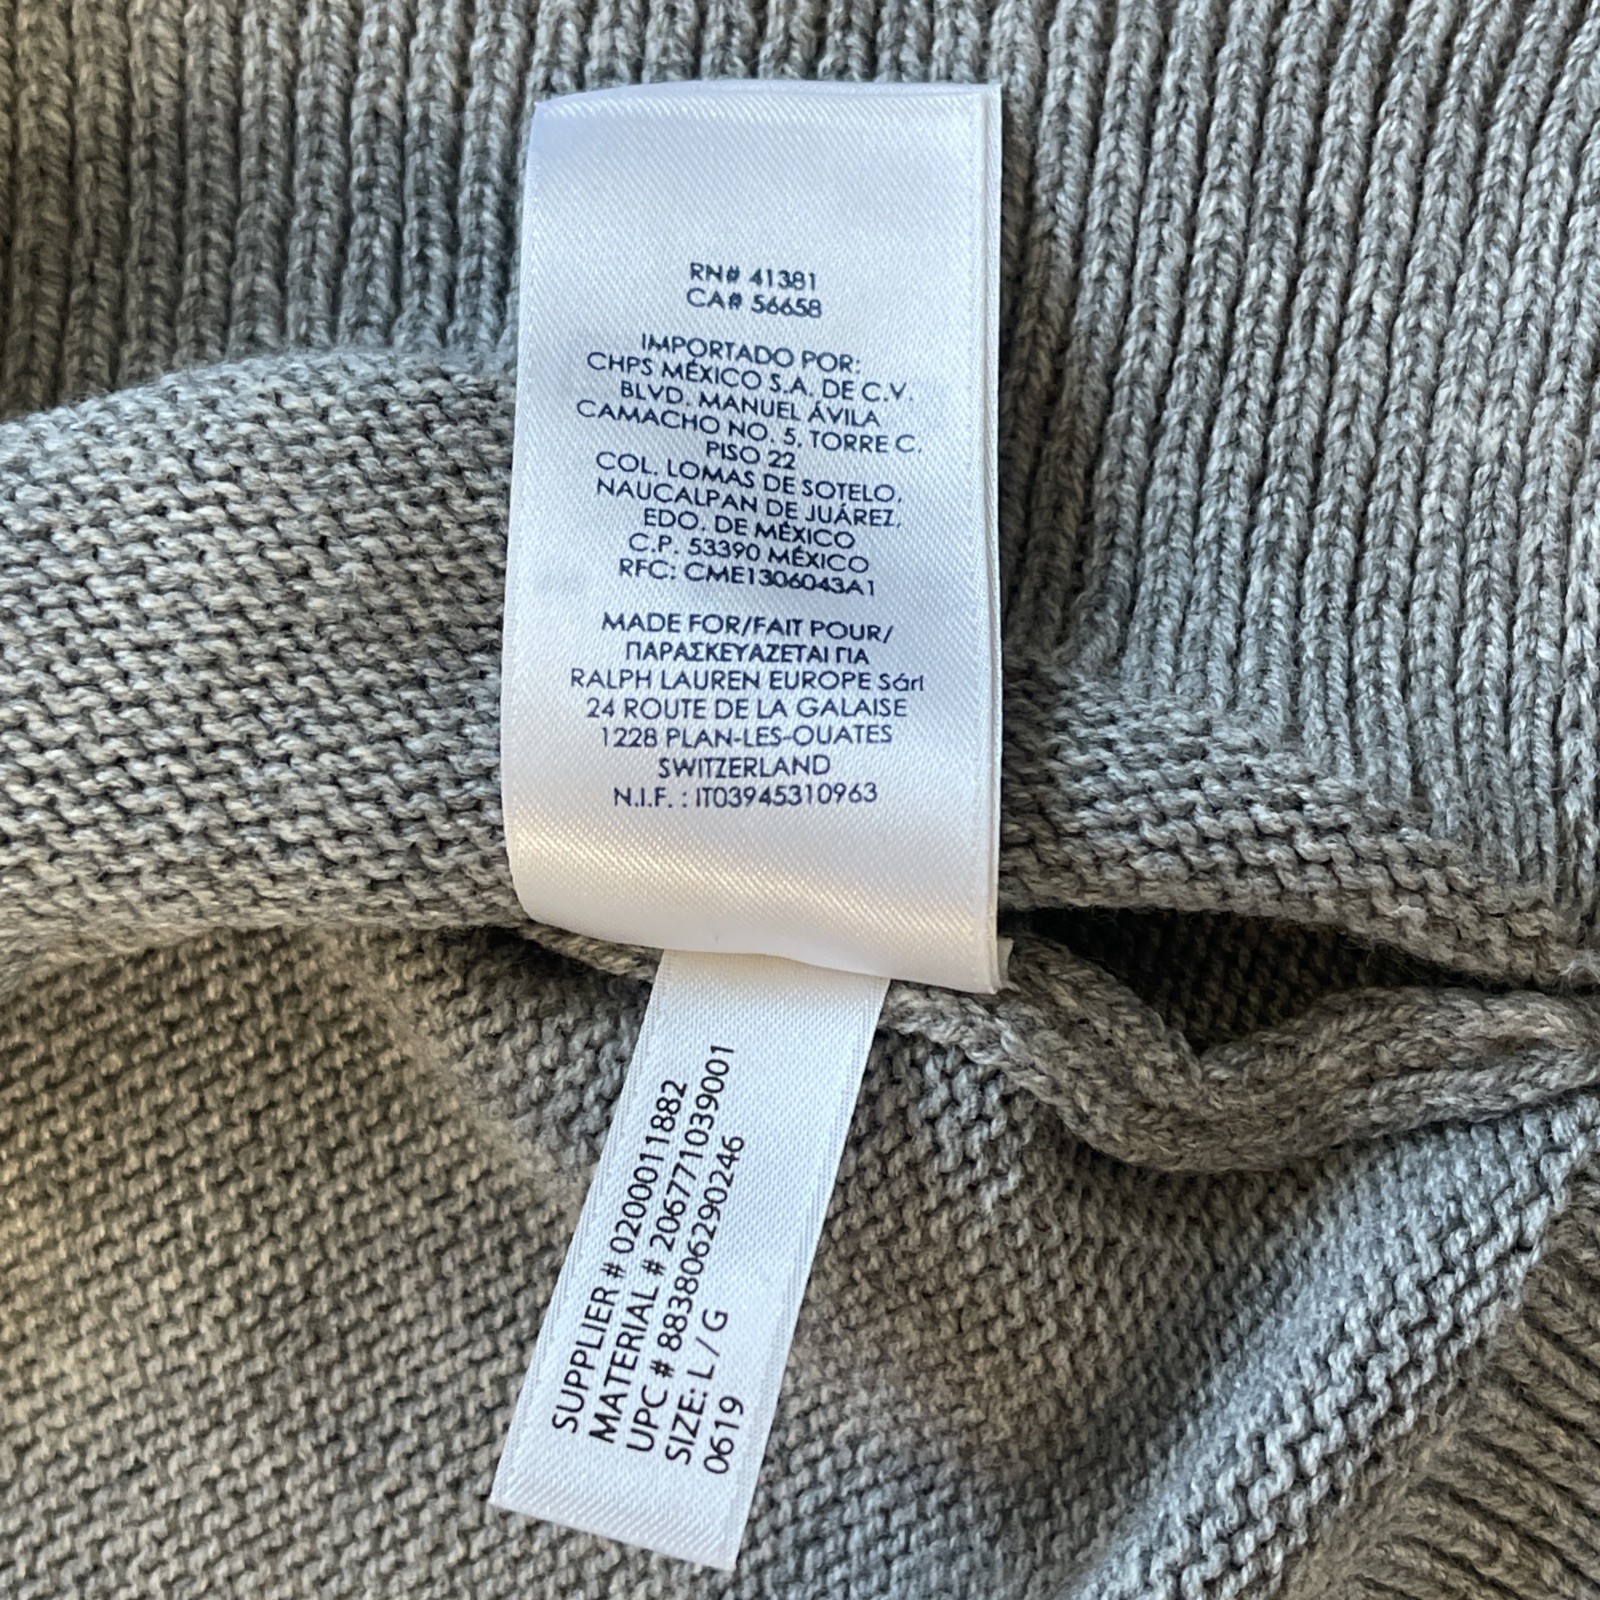 RN# 41381
CA# 56658
IMPORTADO POR:
CHPS MÉXICO S.A. DE C.V.
BLVD. MANUEL ÁVILA
CAMACHO NO. 5, TORRE C,
PISO 22
COL. LOMAS DE SOTELO,
NAUCALPAN DE JUÁREZ,
EDO. DE MÉXICO
C.P. 53390 MÉXICO
RFC: CME1306043A1
MADE FOR/FAIT POUR/
ΠΑΡΑΣΚΕΥΑΖΕΤΑΙ ΓΙΑ
RALPH LAUREN EUROPE Sárl
24 ROUTE DE LA GALAISE
1228 PLAN-LES-OUATES
SWITZERLAND
N.I.F. : IT03945310963
SUPPLIER # 0200011882
MATERIAL # 206771039001
UPC # 883806290246
SIZE: L / G
0619